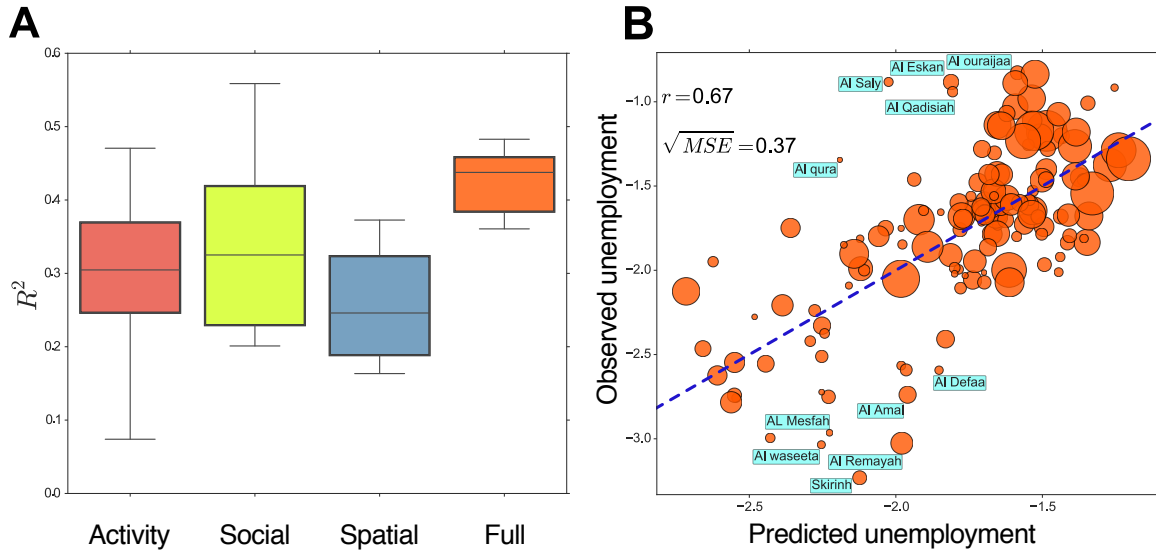 A
R²
0.6
0.5
0.4
0.3
0.2
0.1
0.0
Activity
Social
Spatial
Full
B
Observed unemployment
−1.0
−1.5
−2.0
−2.5
−3.0
r = 0.67
√MSE = 0.37
Al ouraijaa
Al Eskan
Al Saly
Al Qadisiah
Al qura
Al Defaa
Al Amal
AL Mesfah
Al waseeta
Al Remayah
Skirinh
−2.5
−2.0
−1.5
Predicted unemployment